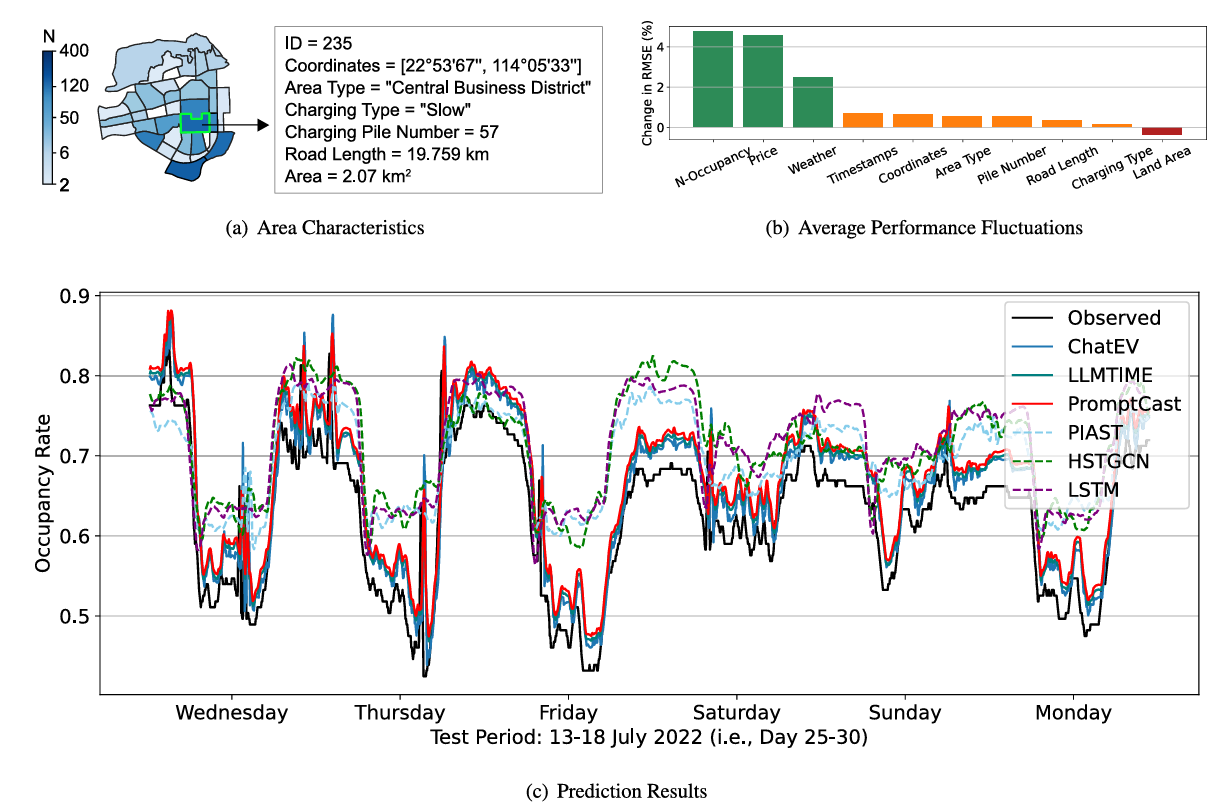 N
400
120
50
6
2
ID = 235
Coordinates = [22°53'67", 114°05'33"]
Area Type = "Central Business District"
Charging Type = "Slow"
Charging Pile Number = 57
Road Length = 19.759 km
Area = 2.07 km²
(a) Area Characteristics
Change in RMSE (%)
4
2
0
N-Occupancy
Price
Weather
Timestamps
Coordinates
Area Type
Pile Number
Road Length
Charging Type
Land Area
(b) Average Performance Fluctuations
Occupancy Rate
0.9
0.8
0.7
0.6
0.5
Observed
ChatEV
LLMTIME
PromptCast
PIAST
HSTGCN
LSTM
Wednesday Thursday Friday Saturday Sunday Monday
Test Period: 13-18 July 2022 (i.e., Day 25-30)
(c) Prediction Results